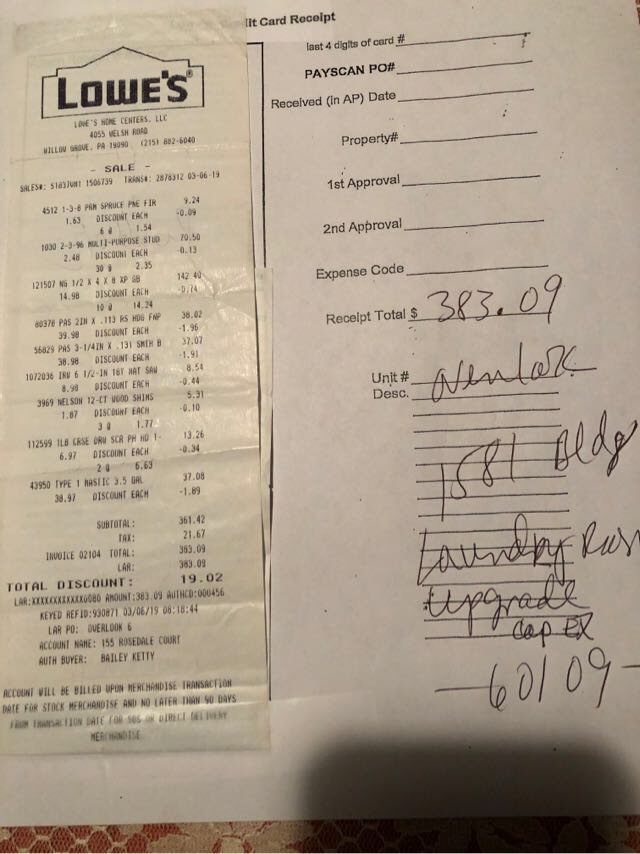 LOWE'S®
LOWE'S HOME CENTERS, LLC
4055 WELSH ROAD
WILLOW GROVE, PA 19090 (215) 882-6040
- SALE -
SALES#: S1837VM1 1506739 TRANS#: 2878312 03-06-19
4512 1-3-8 PRM SPRUCE PNE FIR 9.24
1.63 DISCOUNT EACH -0.09
6 @ 1.54
1030 2-3-96 MULTI-PURPOSE STUD 70.50
2.48 DISCOUNT EACH -0.13
30 @ 2.35
121507 NG 1/2 X 4 X 8 XP GB 142.40
14.98 DISCOUNT EACH -0.74
10 @ 14.24
80378 PAS 2IN X .113 RS HDG FNP 38.02
39.98 DISCOUNT EACH -1.96
56829 PAS 3-1/4IN X .131 SMTH B 37.07
38.98 DISCOUNT EACH -1.91
1072036 IRW 6 1/2-IN 18T MAT SAW 8.54
8.98 DISCOUNT EACH -0.44
3969 NELSON 12-CT WOOD SHIMS 5.31
1.87 DISCOUNT EACH -0.10
3 @ 1.77
112599 1LB CRSE DRW SCR PH HD 1- 13.26
6.97 DISCOUNT EACH -0.34
2 @ 6.63
43950 TYPE 1 MASTIC 3.5 GAL 37.08
38.97 DISCOUNT EACH -1.89
SUBTOTAL: 361.42
TAX: 21.67
INVOICE 02104 TOTAL: 383.09
LAR: 383.09
TOTAL DISCOUNT: 19.02
LAR:XXXXXXXXXXXX0080 AMOUNT:383.09 AUTHCD:000456
KEYED REFID:930871 03/06/19 08:18:44
LAR PO: OVERLOOK 6
ACCOUNT NAME: 155 ROSEDALE COURT
AUTH BUYER: BAILEY KETTY
ACCOUNT WILL BE BILLED UPON MERCHANDISE TRANSACTION
DATE FOR STOCK MERCHANDISE AND NO LATER THAN 90 DAYS
FROM TRANSACTION DATE FOR SOS OR DIRECT DELIVERY
MERCHANDISE.
dit Card Receipt
last 4 digits of card #
PAYSCAN PO#
Received (in AP) Date
Property#
1st Approval
2nd Approval
Expense Code
Receipt Total $ 383.09
Unit #
Desc.
1581 Bldg
Laundry
Upgrade
Cap EX
-60109-